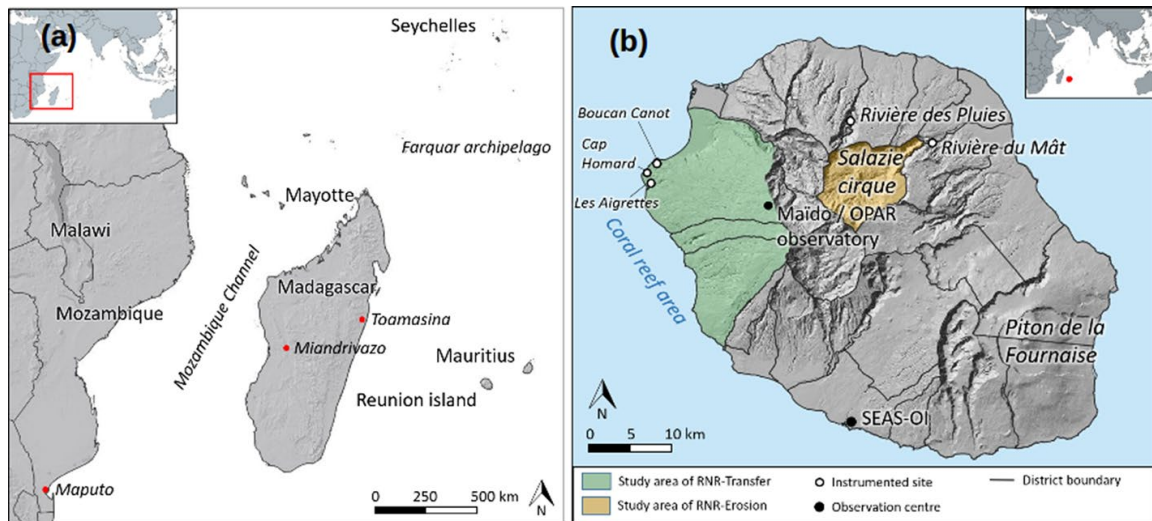 (a)
Seychelles
Farquar archipelago
Mayotte
Malawi
Mozambique
Mozambique Channel
Madagascar
Toamasina
Miandrivazo
Mauritius
Reunion island
Maputo
N
0 250 500 km
(b)
Boucan Canot
Cap
Homard
Les Aigrettes
Rivière des Pluies
Rivière du Mât
Salazie
cirque
Maïdo / OPAR
observatory
Coral reef area
Piton de la
Fournaise
SEAS-OI
N
0 5 10 km
Study area of RNR-Transfer
Study area of RNR-Erosion
Instrumented site
Observation centre
District boundary